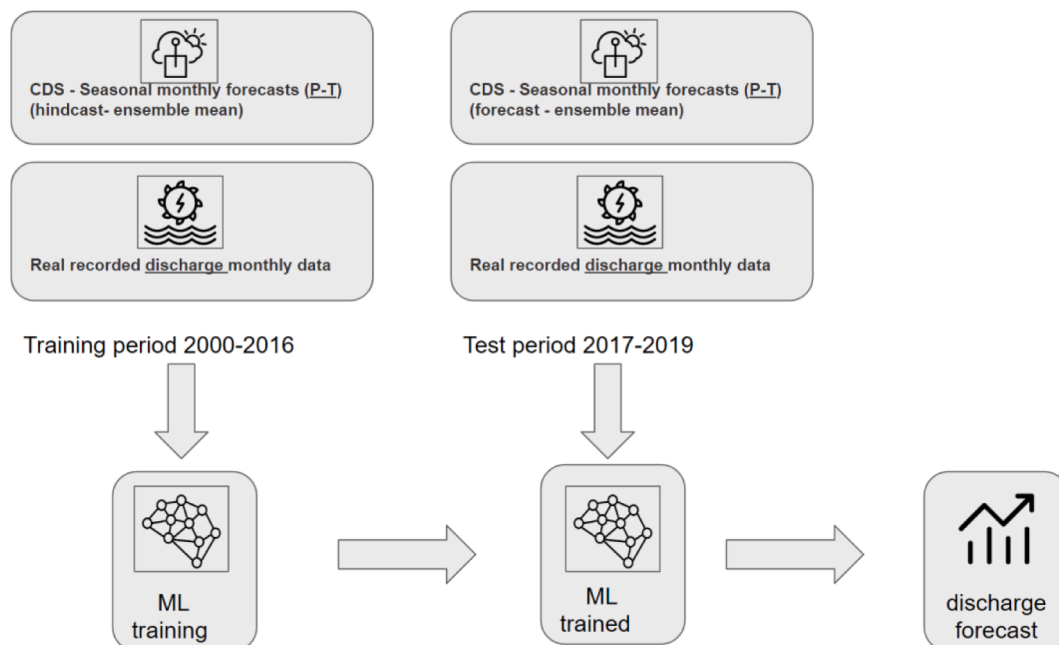 CDS - Seasonal monthly forecasts (P-T)
(hindcast- ensemble mean)
CDS - Seasonal monthly forecasts (P-T)
(forecast - ensemble mean)
Real recorded discharge monthly data
Real recorded discharge monthly data
Training period 2000-2016
Test period 2017-2019
ML
training
ML
trained
discharge
forecast